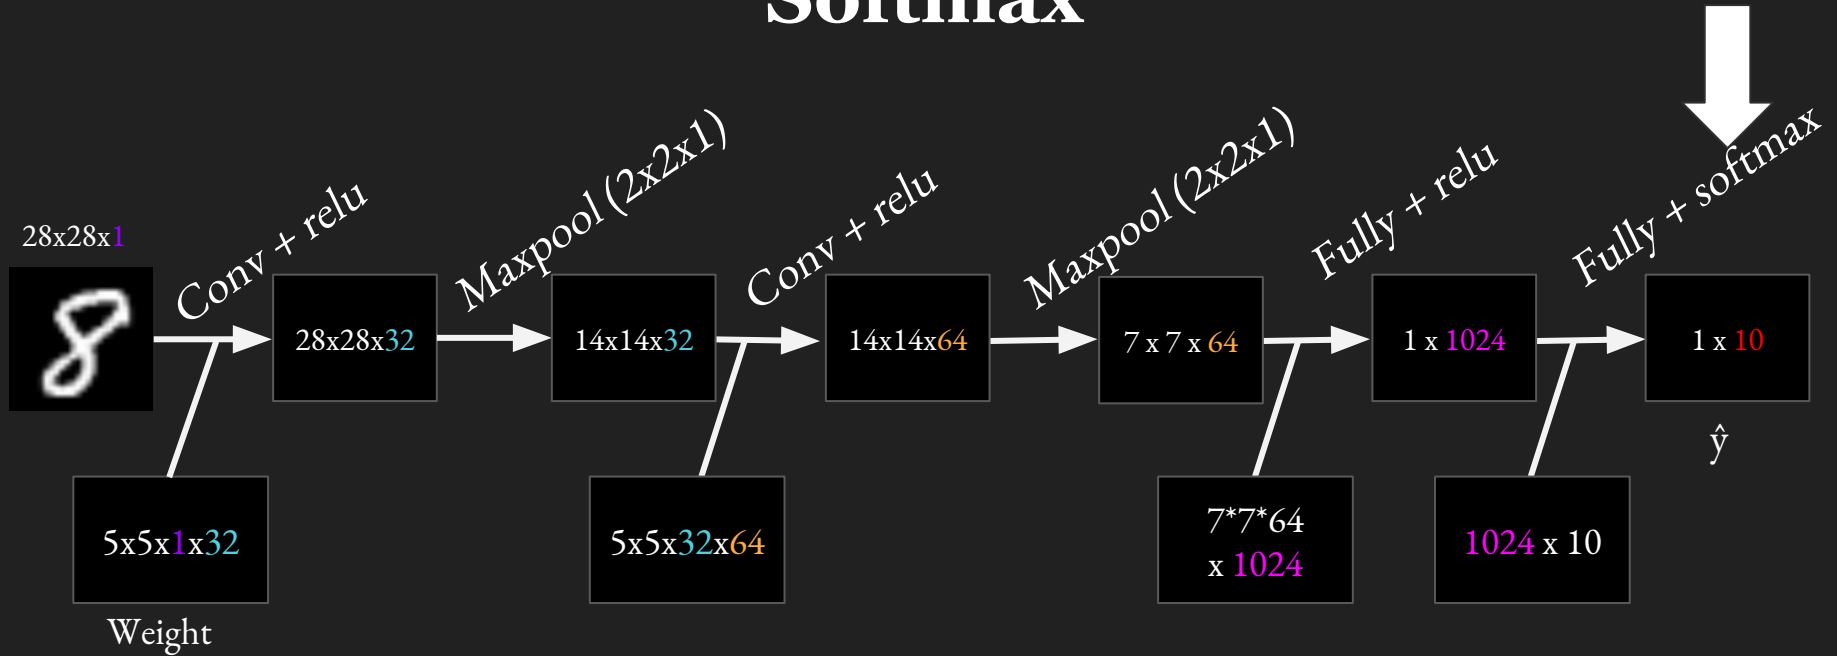 Softmax
28x28x1
Conv + relu
Maxpool (2x2x1)
Conv + relu
Maxpool (2x2x1)
Fully + relu
Fully + softmax
8
28x28x32
14x14x32
14x14x64
7 x 7 x 64
1 x 1024
1 x 10
ŷ
5x5x1x32
5x5x32x64
7*7*64
x 1024
1024 x 10
Weight